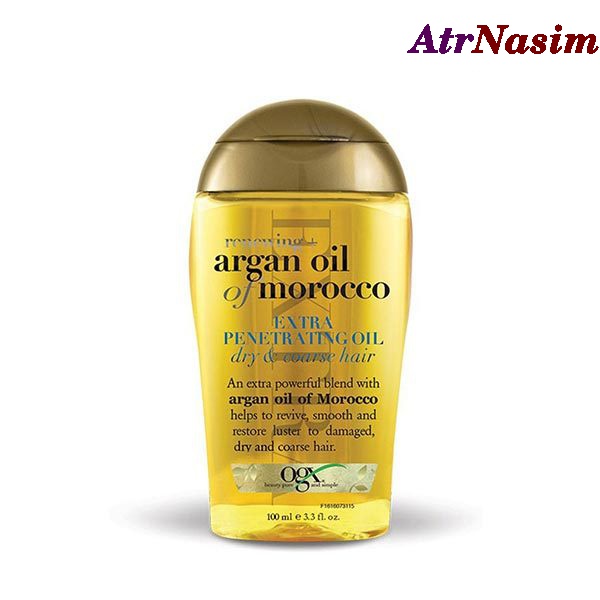 AtrNasim
renewing +
argan oil
of morocco
EXTRA
PENETRATING OIL
dry & coarse hair
An extra powerful blend with
argan oil of Morocco
helps to revive, smooth and
restore luster to damaged,
dry and coarse hair.
ogx
beauty pure and simple
100 ml e 3.3 fl. oz.
F1616073115